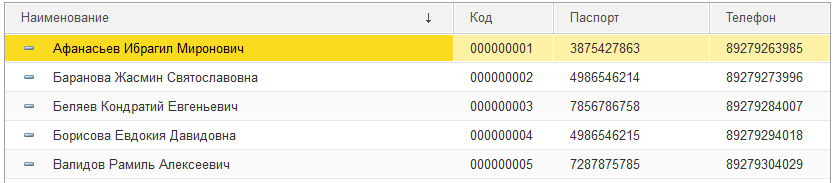 Наименование ↓ Код Паспорт Телефон
Афанасьев Ибрагил Миронович 000000001 3875427863 89279263985
Баранова Жасмин Святославовна 000000002 4986546214 89279273996
Беляев Кондратий Евгеньевич 000000003 7856786758 89279284007
Борисова Евдокия Давидовна 000000004 4986546215 89279294018
Валидов Рамиль Алексеевич 000000005 7287875785 89279304029